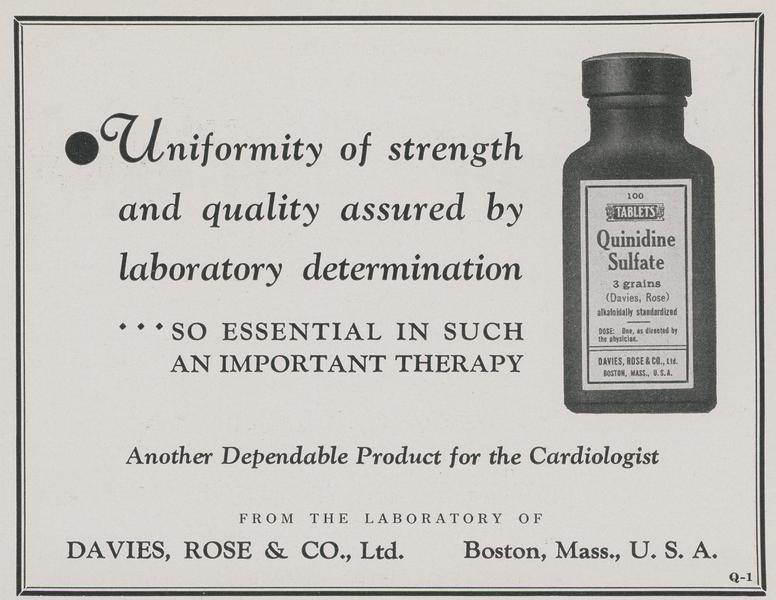 Uniformity of strength
and quality assured by
laboratory determination
... SO ESSENTIAL IN SUCH
AN IMPORTANT THERAPY
100
TABLETS
Quinidine
Sulfate
3 grains
(Davies, Rose)
alkaloidally standardized
DOSE: One, as directed by
the physician.
DAVIES, ROSE & CO., Ltd.
BOSTON, MASS., U.S.A.
Another Dependable Product for the Cardiologist
FROM THE LABORATORY OF
DAVIES, ROSE & CO., Ltd. Boston, Mass., U. S. A.
Q-1